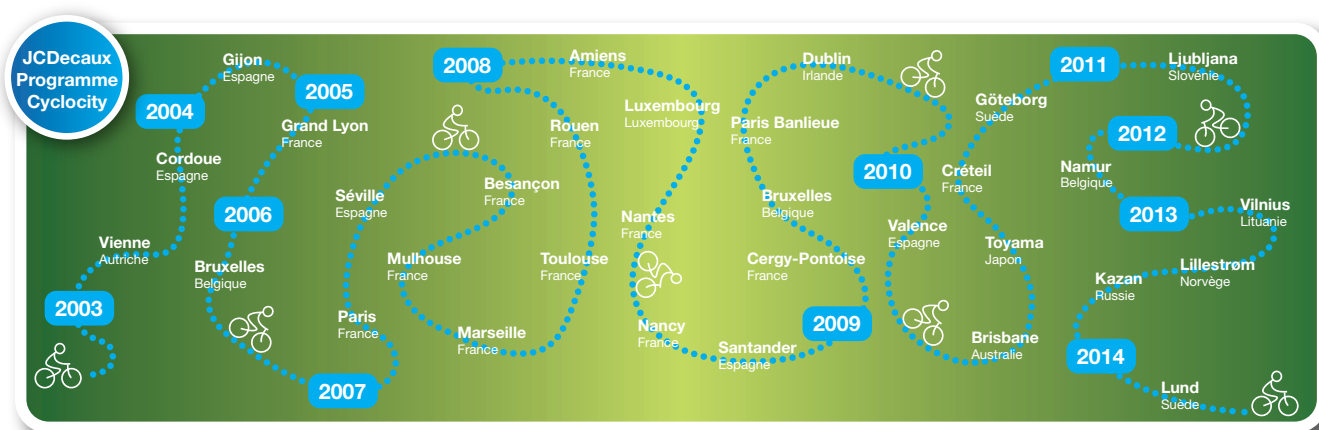 JCDecaux
Programme
Cyclocity
2003
Vienne
Autriche
Cordoue
Espagne
2004
Gijon
Espagne
2005
Grand Lyon
France
2006
Bruxelles
Belgique
2007
Paris
France
Séville
Espagne
Besançon
France
Mulhouse
France
Marseille
France
Toulouse
France
Rouen
France
2008
Amiens
France
Luxembourg
Luxembourg
Nantes
France
Nancy
France
Santander
Espagne
2009
Cergy-Pontoise
France
Bruxelles
Belgique
Paris Banlieue
France
Dublin
Irlande
2010
Valence
Espagne
Brisbane
Australie
Toyama
Japon
Créteil
France
Göteborg
Suède
2011
Ljubljana
Slovénie
2012
Namur
Belgique
2013
Vilnius
Lituanie
Lillestrøm
Norvège
Kazan
Russie
2014
Lund
Suède